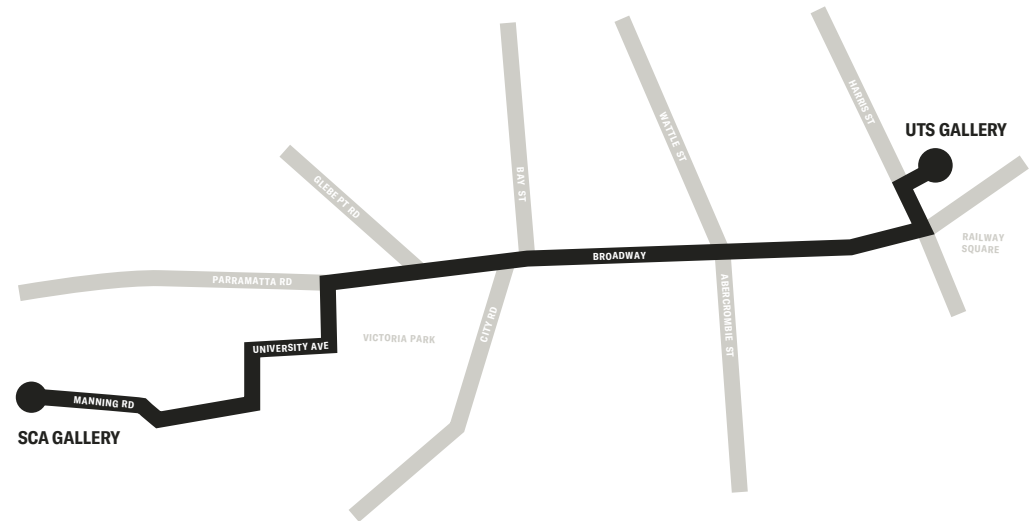 HARRIS ST
UTS GALLERY
WATTLE ST
BAY ST
GLEBE PT RD
RAILWAY
SQUARE
BROADWAY
PARRAMATTA RD
ABERCROMBIE ST
CITY RD
VICTORIA PARK
UNIVERSITY AVE
MANNING RD
SCA GALLERY